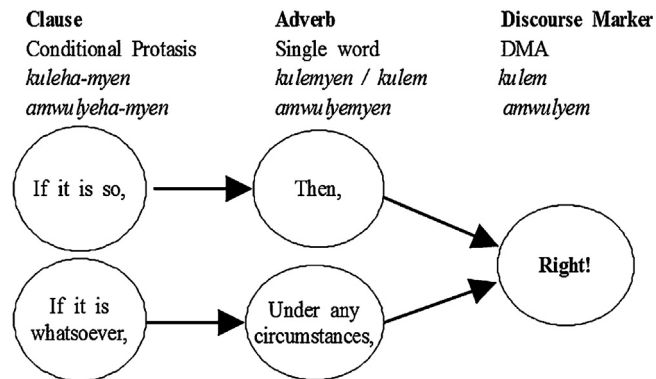 Clause Adverb Discourse Marker
Conditional Protasis Single word DMA
kuleha-myen kulemyen / kulem kulem
amwulyeha-myen amwulyemyen amwulyem
If it is so, Then,
Right!
If it is Under any
whatsoever, circumstances,